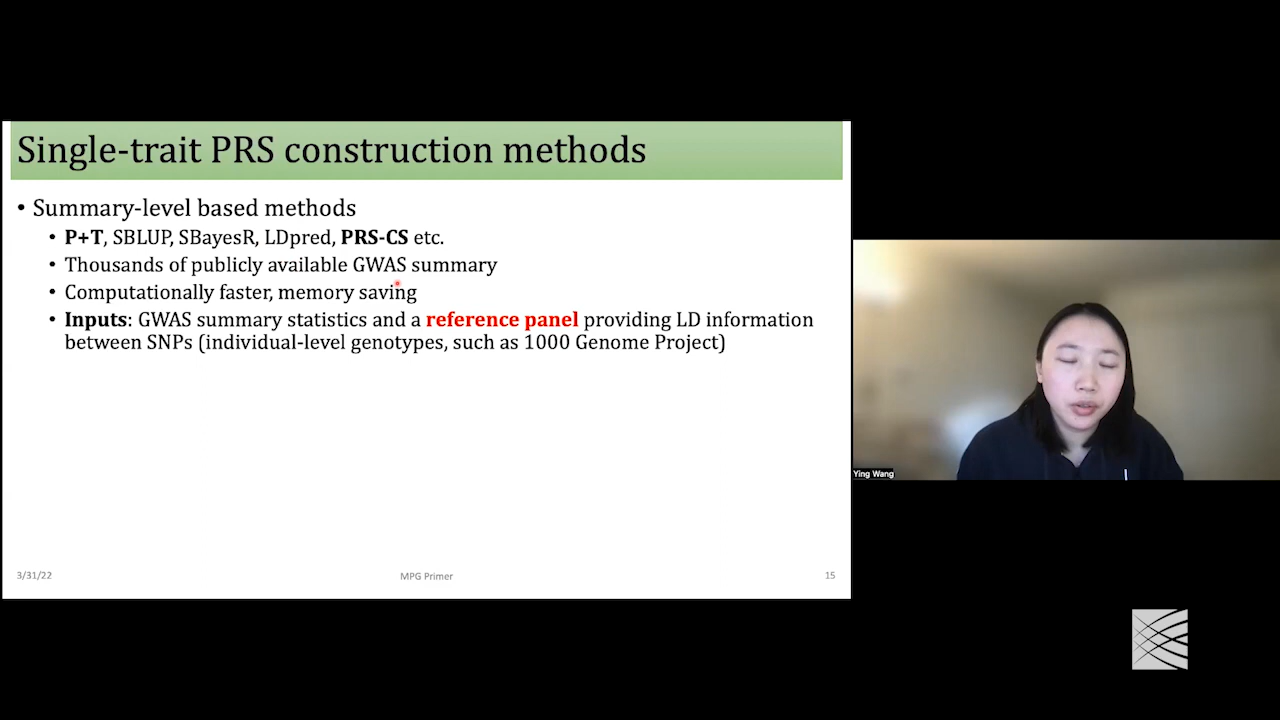 Single-trait PRS construction methods
• Summary-level based methods
• P+T, SBLUP, SBayesR, LDpred, PRS-CS etc.
• Thousands of publicly available GWAS summary
• Computationally faster, memory saving
• Inputs: GWAS summary statistics and a reference panel providing LD information
between SNPs (individual-level genotypes, such as 1000 Genome Project)
3/31/22
MPG Primer
15
Ying Wang